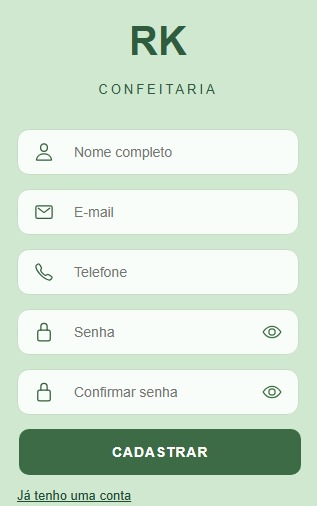 RK
CONFEITARIA
Nome completo
E-mail
Telefone
Senha
Confirmar senha
CADASTRAR
Já tenho uma conta